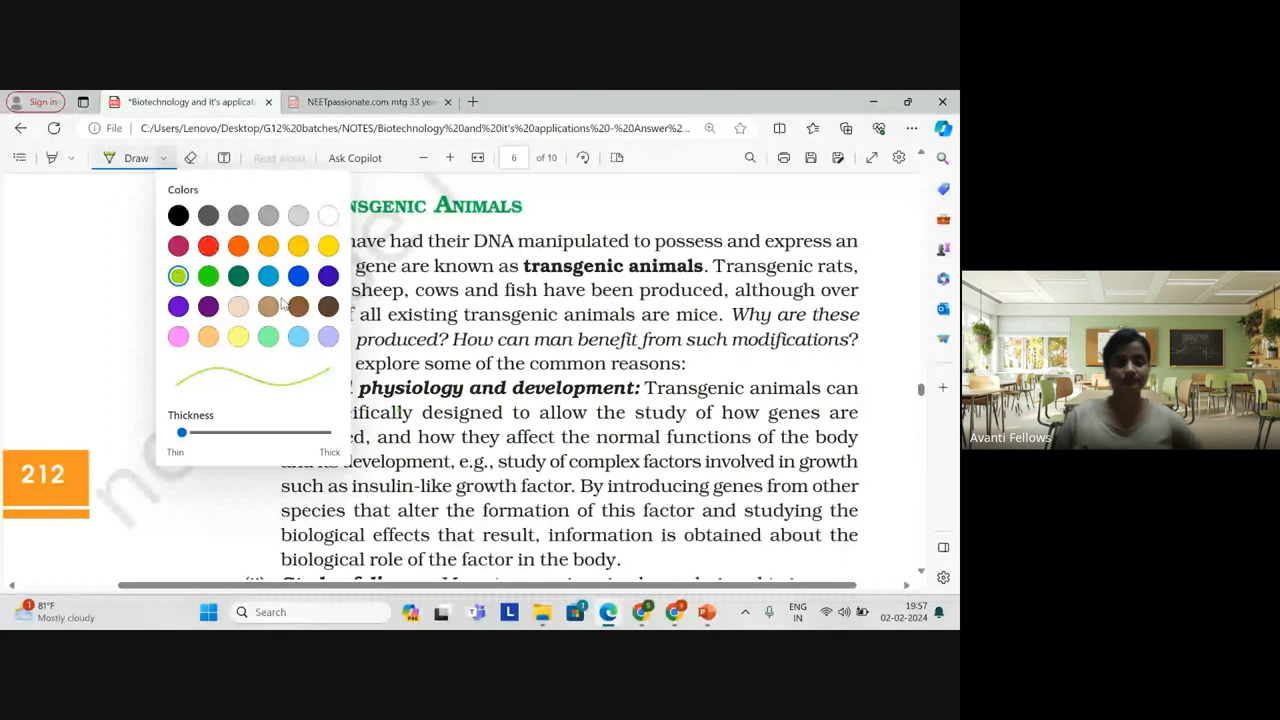 Sign in
*Biotechnology and it's applicati
NEETpassionate.com mtg 33 ye
File
C:/Users/Lenovo/Desktop/G12%20batches/NOTES/Biotechnology%20and%20it's%20applications%20-%20Answer%2...
Draw
Read aloud
Ask Copilot
6
of 10
Colors
NSGENIC ANIMALS
have had their DNA manipulated to possess and express an
gene are known as transgenic animals. Transgenic rats,
sheep, cows and fish have been produced, although over
f all existing transgenic animals are mice. Why are these
produced? How can man benefit from such modifications?
explore some of the common reasons:
physiology and development: Transgenic animals can
ifically designed to allow the study of how genes are
Thickness
ed, and how they affect the normal functions of the body
Thin
Thick
development, e.g., study of complex factors involved in growth
212
such as insulin-like growth factor. By introducing genes from other
species that alter the formation of this factor and studying the
biological effects that result, information is obtained about the
biological role of the factor in the body.
Avanti Fellows
1
81°F
Mostly cloudy
Search
ENG
IN
19:57
02-02-2024